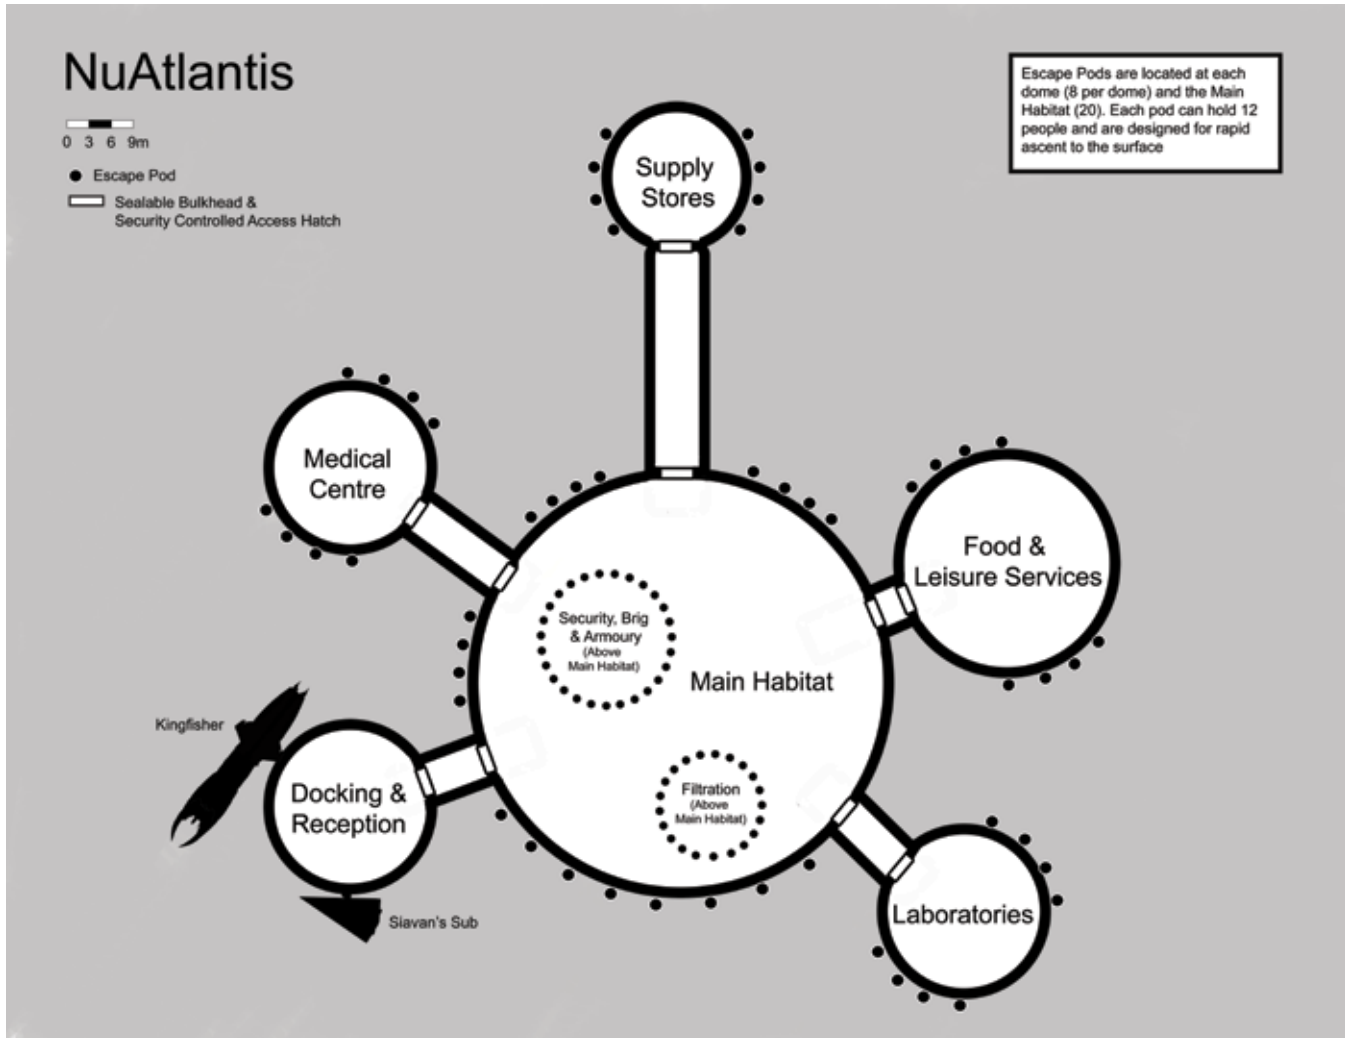 NuAtlantis
0 3 6 9m
Escape Pod
Sealable Bulkhead &
Security Controlled Access Hatch
Escape Pods are located at each
dome (8 per dome) and the Main
Habitat (20). Each pod can hold 12
people and are designed for rapid
ascent to the surface
Supply
Stores
Medical
Centre
Food &
Leisure Services
Security, Brig
& Armoury
(Above
Main Habitat)
Main Habitat
Kingfisher
Docking &
Reception
Filtration
(Above
Main Habitat)
Laboratories
Siavan's Sub